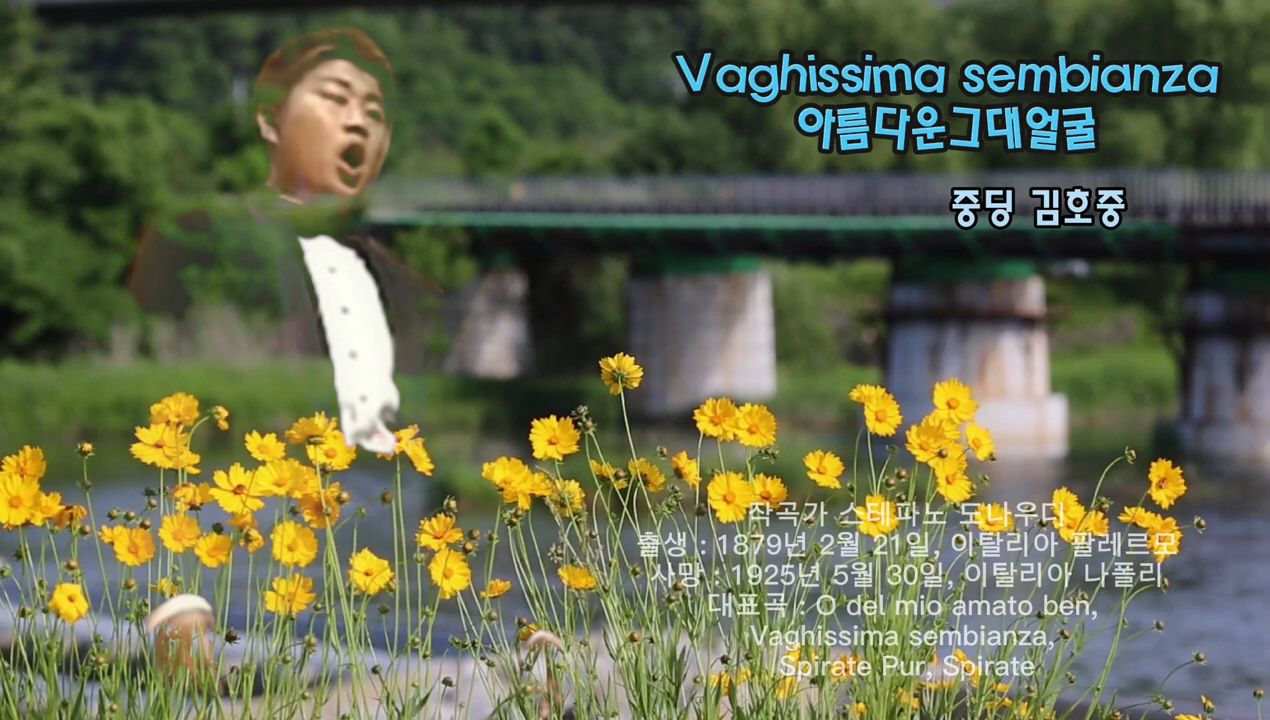 Vaghissima sembianza
아름다운그대얼굴
중딩 김호중
작곡가 스테파노 도나우디
출생 : 1879년 2월 21일, 이탈리아 팔레르모
사망 : 1925년 5월 30일, 이탈리아 나폴리
대표곡 : O del mio amato ben,
Vaghissima sembianza,
Spirate Pur, Spirate